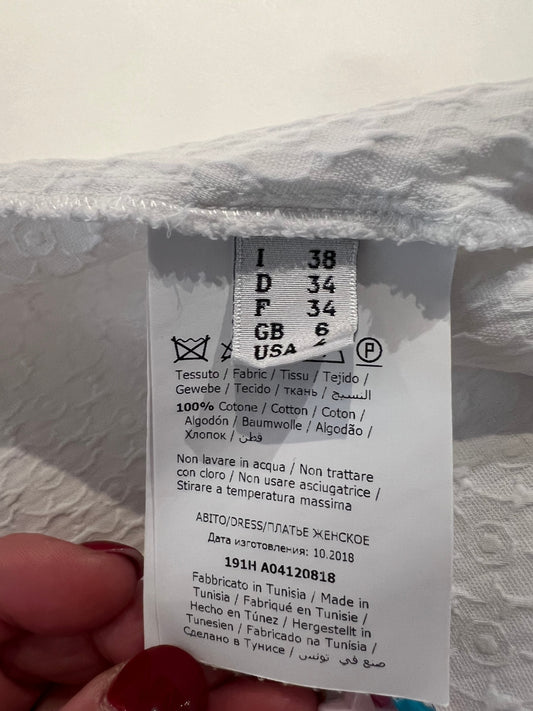 I 38
D 34
F 34
GB 6
USA
P
Tessuto / Fabric / Tissu / Tejido /
Gewebe / Tecido / ткань / النسيج
100% Cotone / Cotton / Coton /
Algodón / Baumwolle / Algodão /
Хлопок / قطن
Non lavare in acqua / Non trattare
con cloro / Non usare asciugatrice /
Stirare a temperatura massima
ABITO/DRESS/ПЛАТЬЕ ЖЕНСКОЕ
Дата изготовления: 10.2018
191H A04120818
Fabbricato in Tunisia / Made in
Tunisia / Fabriqué en Tunisie /
Hecho en Túnez / Hergestellt in
Tunesien / Fabricado na Tunísia /
Сделано в Тунисе / صنع في تونس